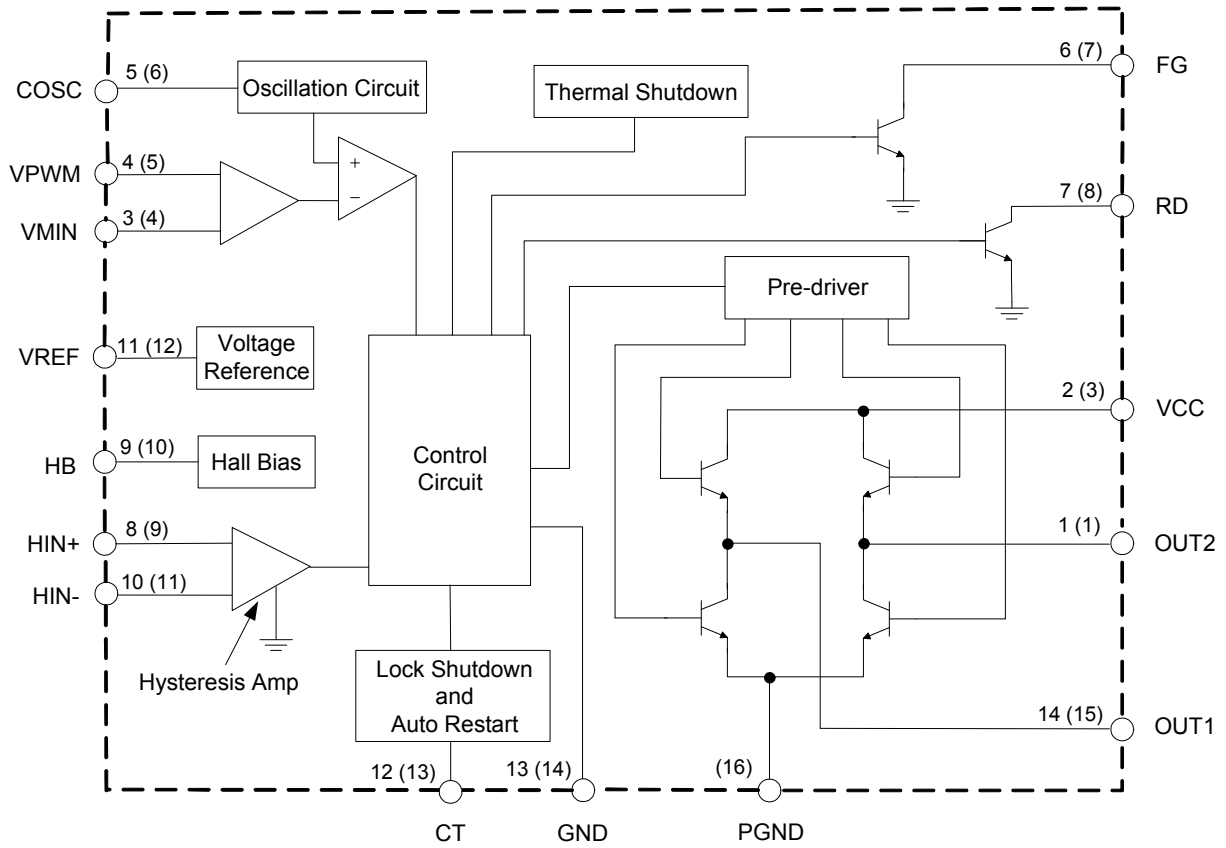 6 (7)
FG
5 (6)
COSC
Oscillation Circuit
Thermal Shutdown
+
−
4 (5)
VPWM
3 (4)
VMIN
7 (8)
RD
Pre-driver
11 (12)
VREF
Voltage
Reference
2 (3)
VCC
9 (10)
HB
Hall Bias
Control
Circuit
8 (9)
HIN+
10 (11)
HIN-
1 (1)
OUT2
Hysteresis Amp
Lock Shutdown
and
Auto Restart
14 (15)
OUT1
12 (13)
13 (14)
(16)
CT
GND
PGND